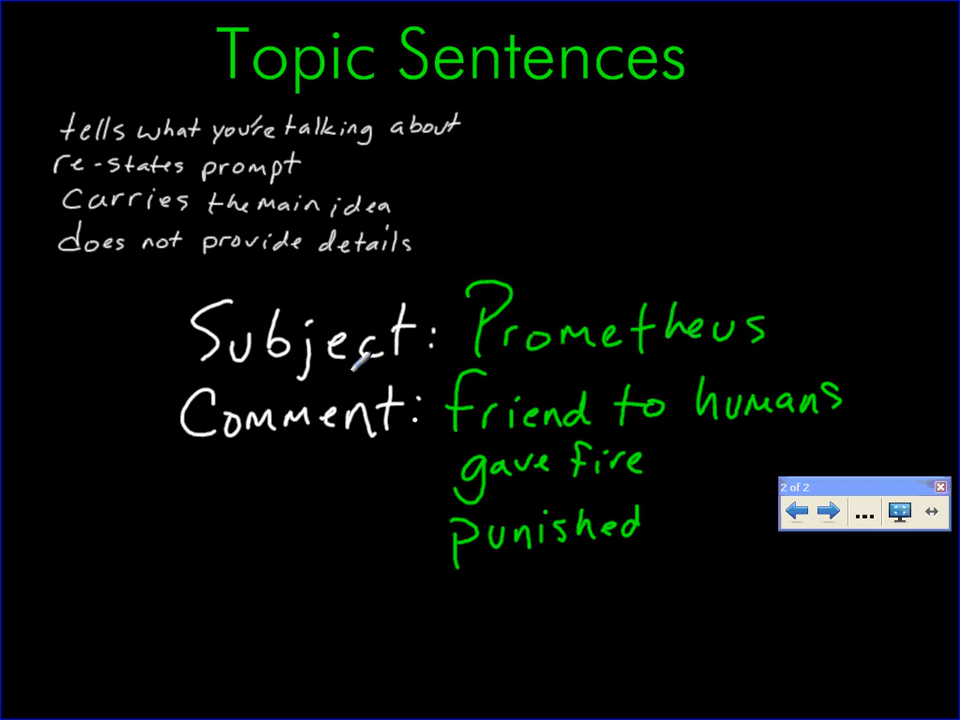 Topic Sentences
tells what you're talking about
re-states prompt
carries the main idea
does not provide details
Subject: Prometheus
Comment: friend to humans
gave fire
punished
2 of 2
...